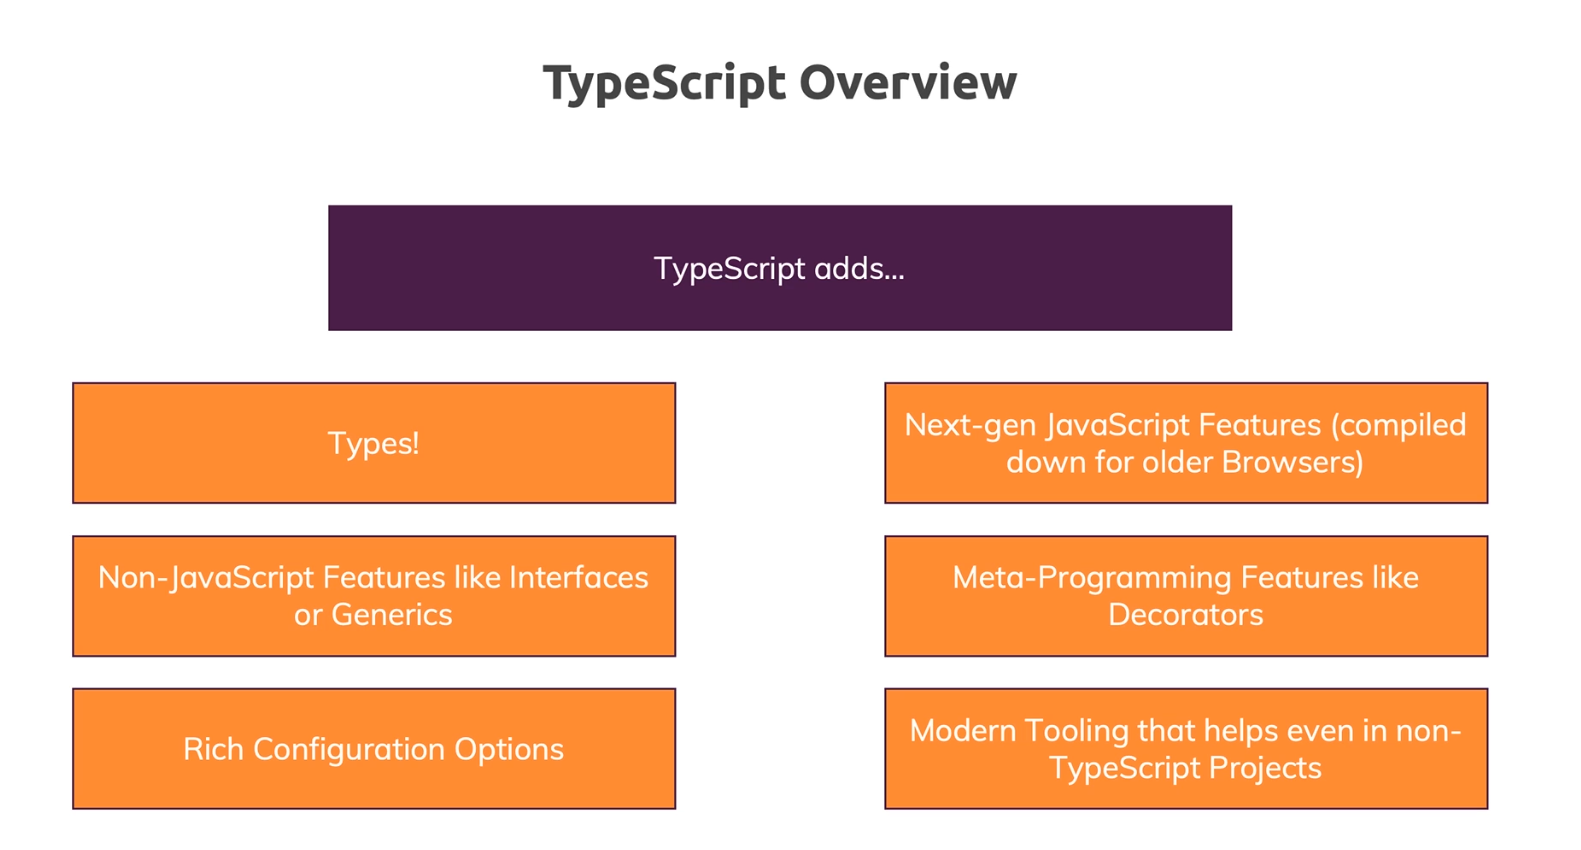 TypeScript Overview
TypeScript adds...
Types!
Next-gen JavaScript Features (compiled
down for older Browsers)
Non-JavaScript Features like Interfaces
or Generics
Meta-Programming Features like
Decorators
Rich Configuration Options
Modern Tooling that helps even in non-
TypeScript Projects